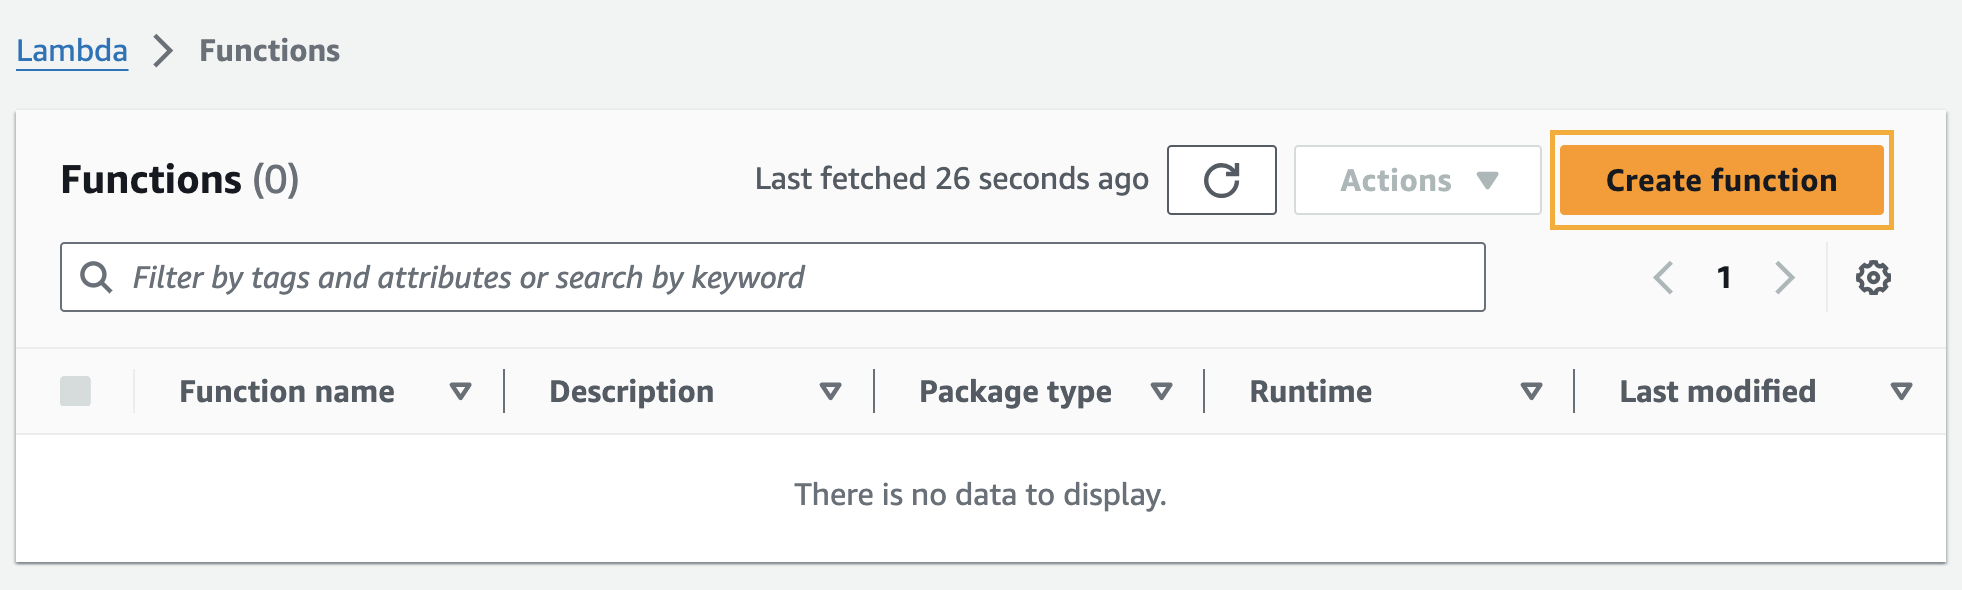 Lambda > Functions
Functions (0) Last fetched 26 seconds ago Actions Create function
Filter by tags and attributes or search by keyword 1
Function name Description Package type Runtime Last modified
There is no data to display.